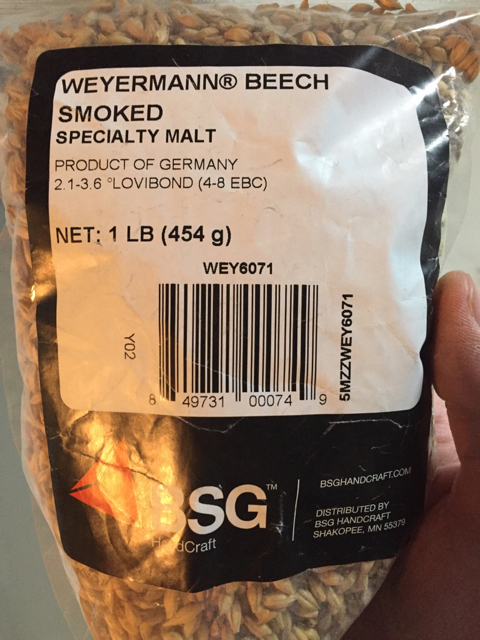 WEYERMANN® BEECH
SMOKED
SPECIALTY MALT
PRODUCT OF GERMANY
2.1-3.6 °LOVIBOND (4-8 EBC)
NET: 1 LB (454 g)
WEY6071
Y02
5MZZWEY6071
8 49731 00074 9
BSG™
HandCraft
BSGHANDCRAFT.COM
DISTRIBUTED BY
BSG HANDCRAFT
SHAKOPEE, MN 55379